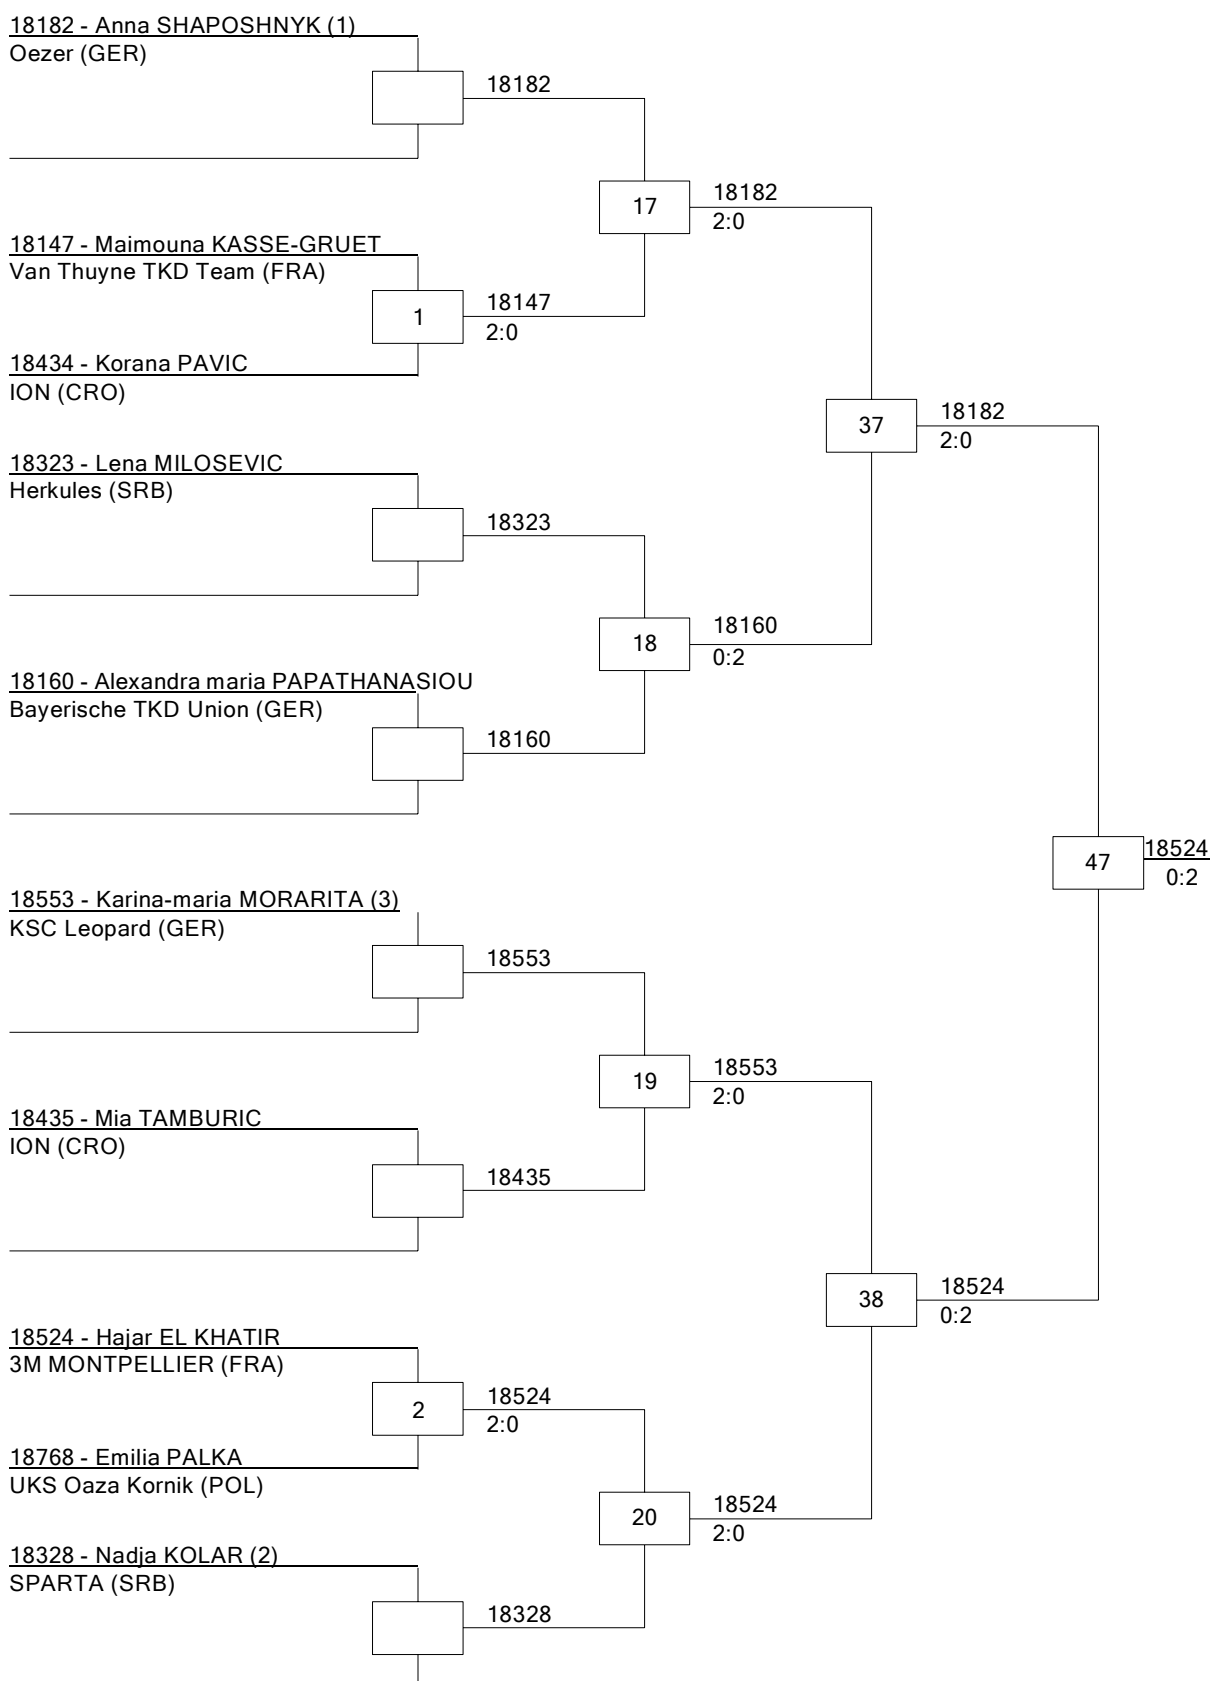 18182 - Anna SHAPOSHNYK (1)
Oezer (GER)
18182
17
18182
2:0
18147 - Maimouna KASSE-GRUET
Van Thuyne TKD Team (FRA)
1
18147
2:0
18434 - Korana PAVIC
ION (CRO)
37
18182
2:0
18323 - Lena MILOSEVIC
Herkules (SRB)
18323
18
18160
0:2
18160 - Alexandra maria PAPATHANASIOU
Bayerische TKD Union (GER)
18160
47
18524
0:2
18553 - Karina-maria MORARITA (3)
KSC Leopard (GER)
18553
19
18553
2:0
18435 - Mia TAMBURIC
ION (CRO)
18435
38
18524
0:2
18524 - Hajar EL KHATIR
3M MONTPELLIER (FRA)
2
18524
2:0
18768 - Emilia PALKA
UKS Oaza Kornik (POL)
20
18524
2:0
18328 - Nadja KOLAR (2)
SPARTA (SRB)
18328